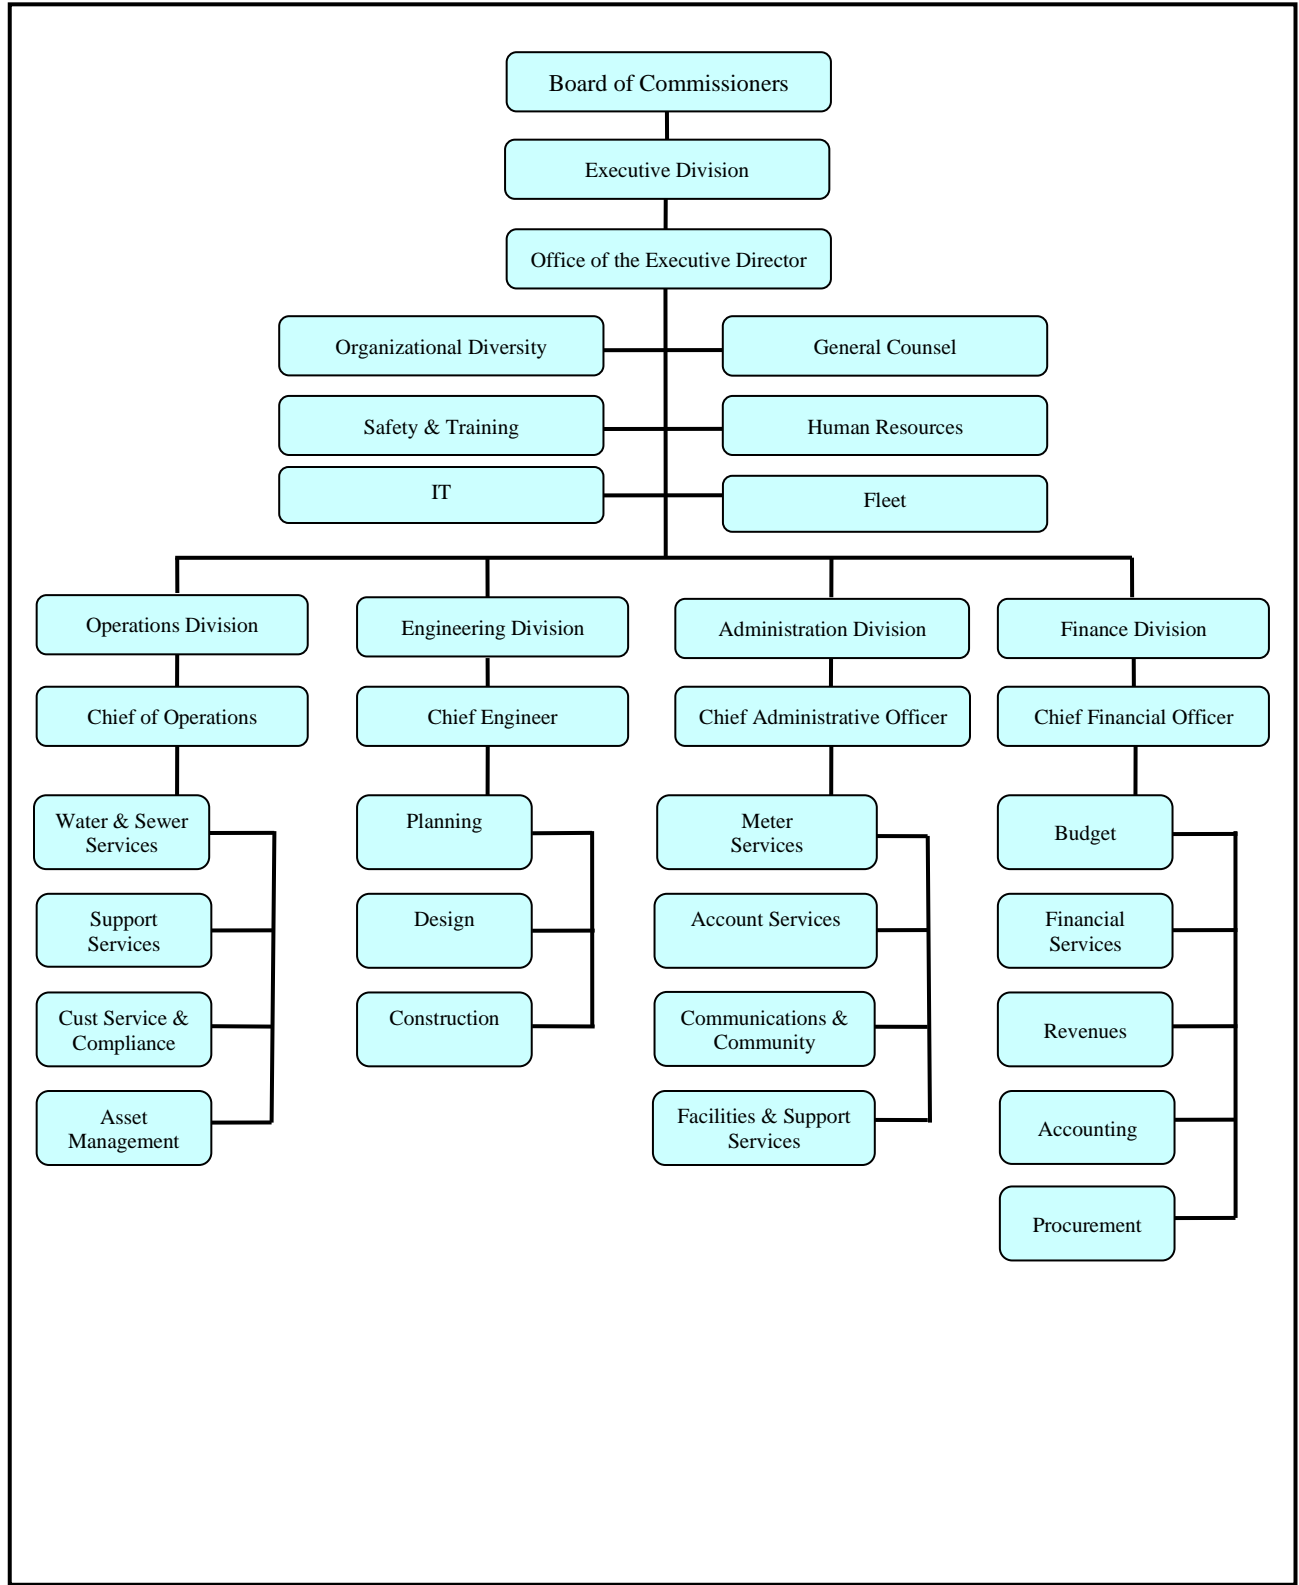 Board of Commissioners
Executive Division
Office of the Executive Director
Organizational Diversity
General Counsel
Safety & Training
Human Resources
IT
Fleet
Operations Division
Engineering Division
Administration Division
Finance Division
Chief of Operations
Chief Engineer
Chief Administrative Officer
Chief Financial Officer
Water & Sewer
Services
Planning
Meter
Services
Budget
Support
Services
Design
Account Services
Financial
Services
Cust Service &
Compliance
Construction
Communications &
Community
Revenues
Asset
Management
Facilities & Support
Services
Accounting
Procurement